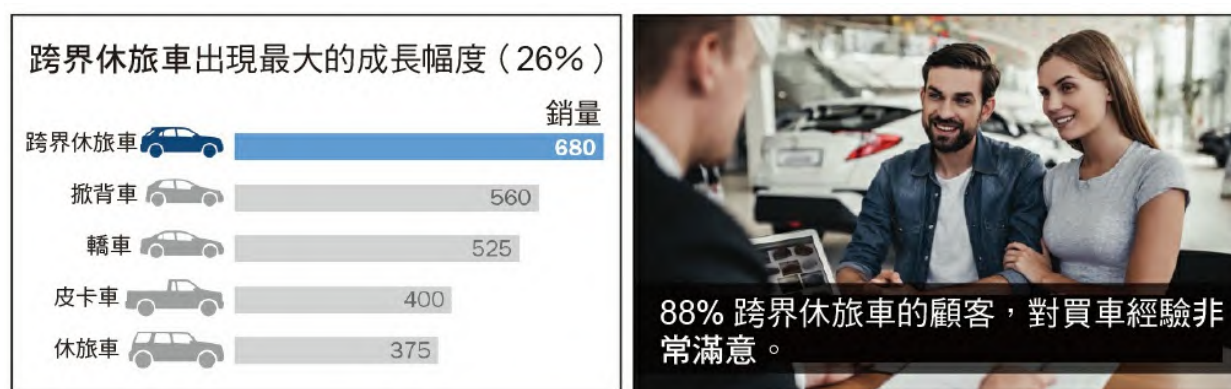 跨界休旅車出現最大的成長幅度（26%）
銷量
跨界休旅車 680
掀背車 560
轎車 525
皮卡車 400
休旅車 375
88% 跨界休旅車的顧客，對買車經驗非
常滿意。